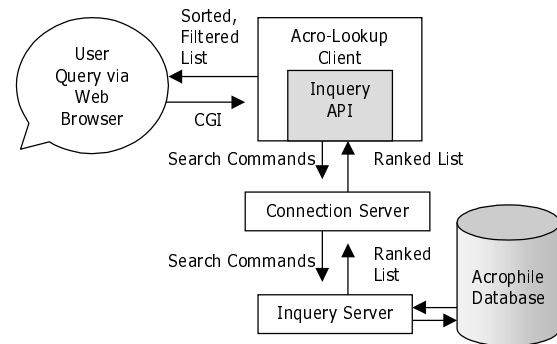 Sorted,
Filtered
List
User
Query via
Web
Browser
CGI
Acro-Lookup
Client
Inquery
API
Search Commands
Ranked List
Connection Server
Search Commands
Ranked
List
Inquery Server
Acrophile
Database